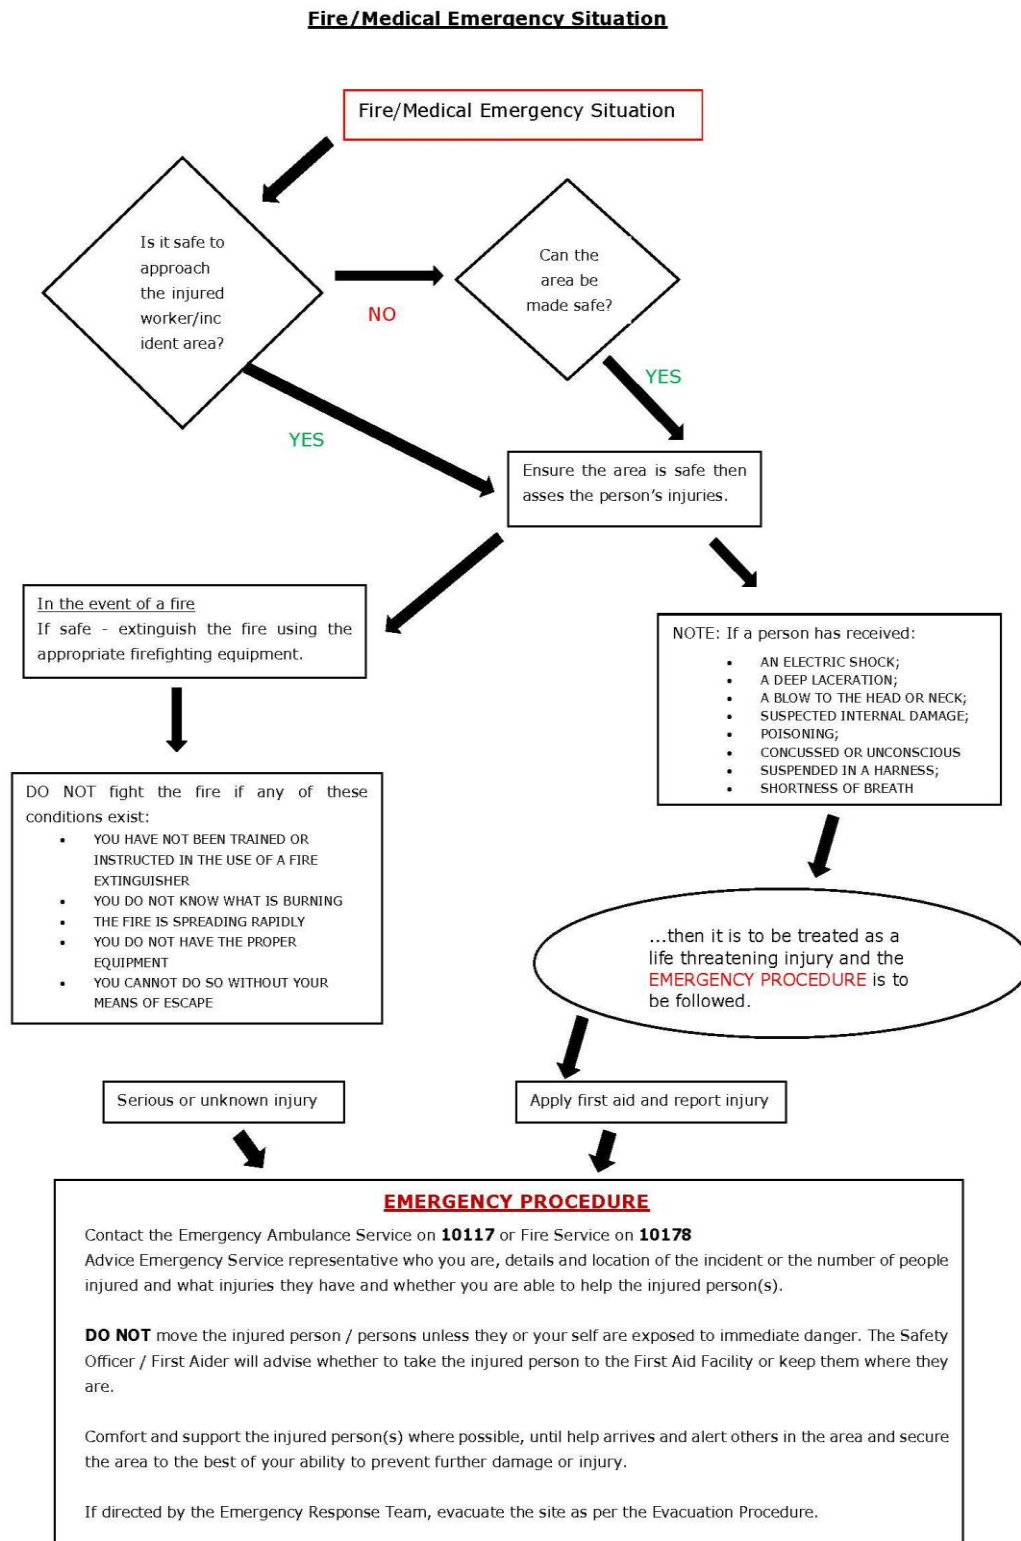 Fire/Medical Emergency Situation
Fire/Medical Emergency Situation
Is it safe to
approach
the injured
worker/inc
ident area?
NO
Can the
area be
made safe?
YES
YES
Ensure the area is safe then
asses the person's injuries.
In the event of a fire
If safe - extinguish the fire using the
appropriate firefighting equipment.
NOTE: If a person has received:
• AN ELECTRIC SHOCK;
• A DEEP LACERATION;
• A BLOW TO THE HEAD OR NECK;
• SUSPECTED INTERNAL DAMAGE;
• POISONING;
• CONCUSSED OR UNCONSCIOUS
• SUSPENDED IN A HARNESS;
• SHORTNESS OF BREATH
DO NOT fight the fire if any of these
conditions exist:
• YOU HAVE NOT BEEN TRAINED OR
INSTRUCTED IN THE USE OF A FIRE
EXTINGUISHER
• YOU DO NOT KNOW WHAT IS BURNING
• THE FIRE IS SPREADING RAPIDLY
• YOU DO NOT HAVE THE PROPER
EQUIPMENT
• YOU CANNOT DO SO WITHOUT YOUR
MEANS OF ESCAPE
...then it is to be treated as a
life threatening injury and the
EMERGENCY PROCEDURE is to
be followed.
Serious or unknown injury
Apply first aid and report injury
EMERGENCY PROCEDURE
Contact the Emergency Ambulance Service on 10117 or Fire Service on 10178
Advice Emergency Service representative who you are, details and location of the incident or the number of people
injured and what injuries they have and whether you are able to help the injured person(s).
DO NOT move the injured person / persons unless they or your self are exposed to immediate danger. The Safety
Officer / First Aider will advise whether to take the injured person to the First Aid Facility or keep them where they
are.
Comfort and support the injured person(s) where possible, until help arrives and alert others in the area and secure
the area to the best of your ability to prevent further damage or injury.
If directed by the Emergency Response Team, evacuate the site as per the Evacuation Procedure.